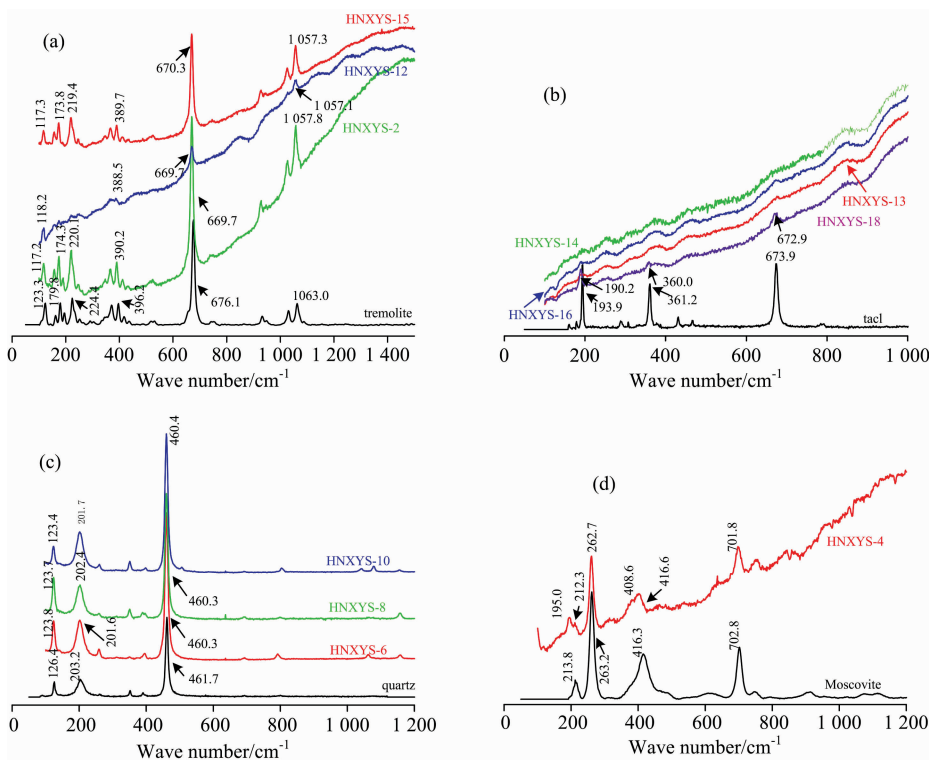 (a)
HNXYS-15
670.3
1 057.3
HNXYS-12
117.3
173.8
219.4
389.7
1 057.1
1 057.8
HNXYS-2
669.7
388.5
118.2
669.7
117.2
174.3
220.1
390.2
123.3
179.8
224.4
396.2
676.1
1063.0
tremolite
0 200 400 600 800 1 000 1 200 1 400
Wave number/cm-1
(b)
HNXYS-13
HNXYS-18
HNXYS-14
672.9
673.9
HNXYS-16
190.2
193.9
360.0
361.2
tacl
0 200 400 600 800 1 000
Wave number/cm-1
(c)
460.4
123.4
201.7
HNXYS-10
123.7
202.4
460.3
HNXYS-8
123.8
201.6
460.3
HNXYS-6
126.4
203.2
461.7
quartz
0 200 400 600 800 1 000 1 200
Wave number/cm-1
(d)
262.7
701.8
HNXYS-4
195.0
212.3
408.6
416.6
213.8
263.2
416.3
702.8
Moscovite
0 200 400 600 800 1 000 1 200
Wave number/cm-1